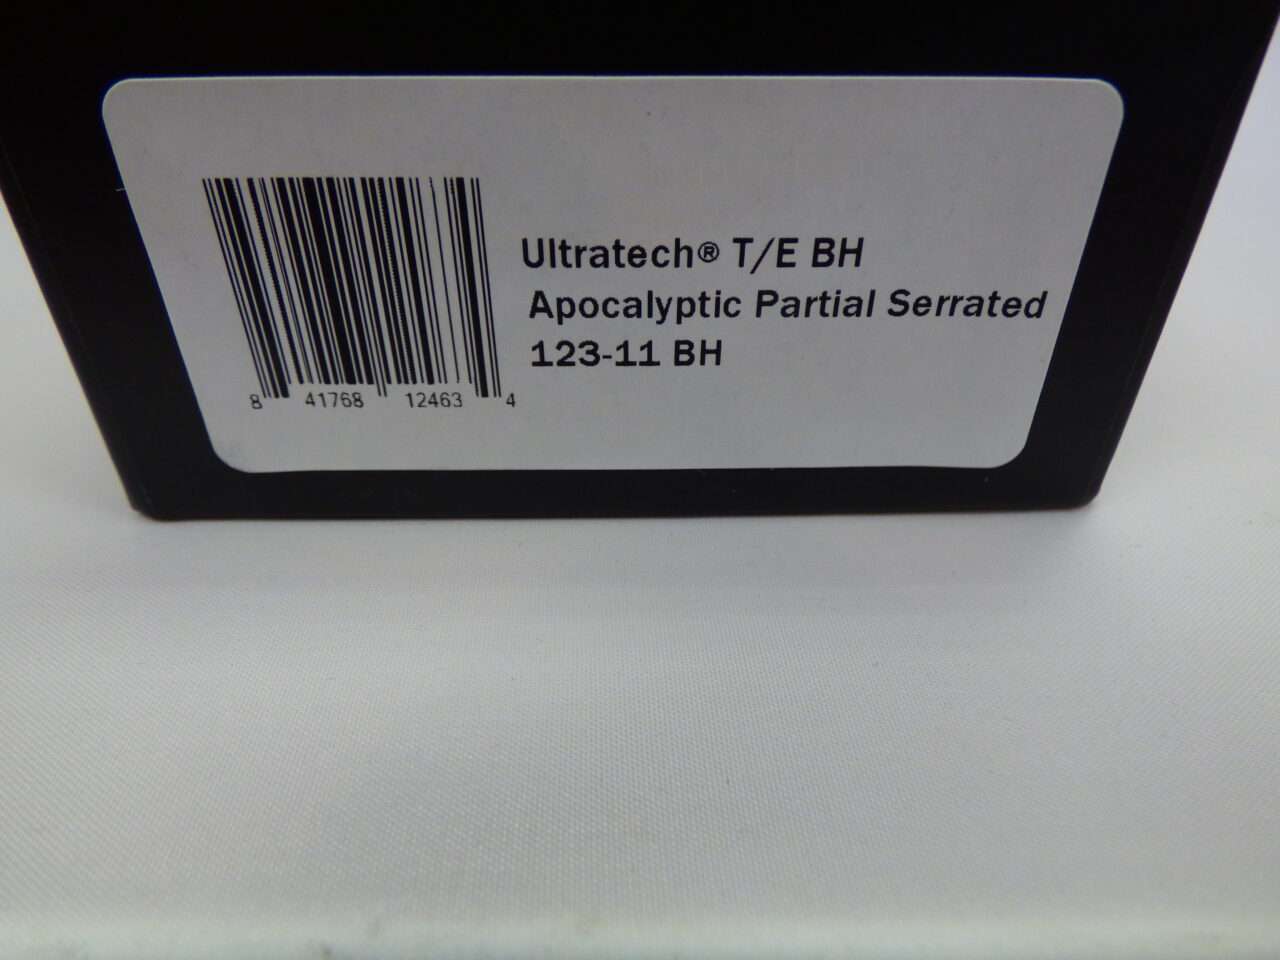 Ultratech® T/E BH
Apocalyptic Partial Serrated
123-11 BH
8 41768 12463 4